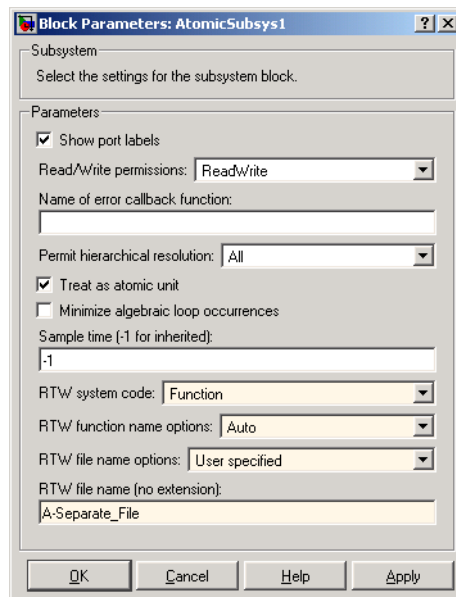 Block Parameters: AtomicSubsys1
Subsystem
Select the settings for the subsystem block.
Parameters
Show port labels
Read/Write permissions: ReadWrite
Name of error callback function:
Permit hierarchical resolution: All
Treat as atomic unit
Minimize algebraic loop occurrences
Sample time (-1 for inherited):
-1
RTW system code: Function
RTW function name options: Auto
RTW file name options: User specified
RTW file name (no extension):
A-Separate_File
OK Cancel Help Apply